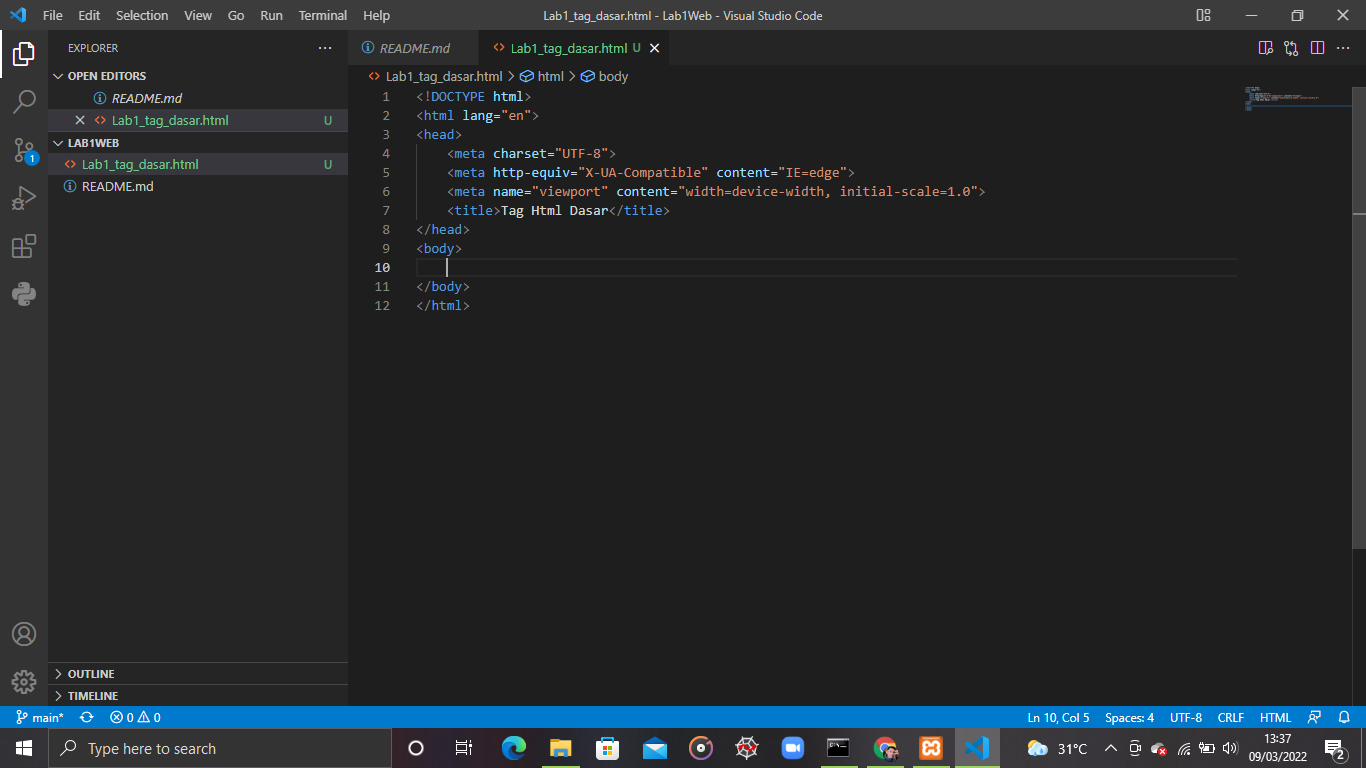 File Edit Selection View Go Run Terminal Help
Lab1_tag_dasar.html - Lab1Web - Visual Studio Code
EXPLORER
OPEN EDITORS
README.md
Lab1_tag_dasar.html U
LAB1WEB
Lab1_tag_dasar.html U
README.md
OUTLINE
TIMELINE
README.md
Lab1_tag_dasar.html U
Lab1_tag_dasar.html > html > body
1 <!DOCTYPE html>
2 <html lang="en">
3 <head>
4 <meta charset="UTF-8">
5 <meta http-equiv="X-UA-Compatible" content="IE=edge">
6 <meta name="viewport" content="width=device-width, initial-scale=1.0">
7 <title>Tag Html Dasar</title>
8 </head>
9 <body>
10
11 </body>
12 </html>
1
main* 0 0
Ln 10, Col 5 Spaces: 4 UTF-8 CRLF HTML
Type here to search
31°C
13:37
09/03/2022
2